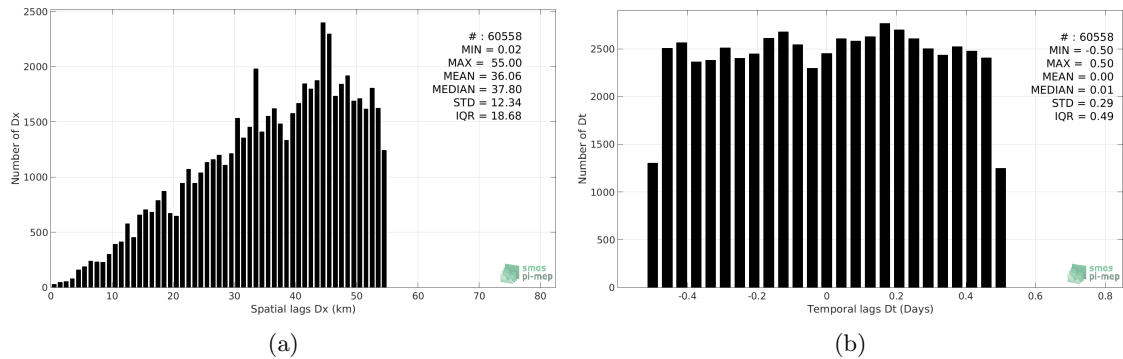 2500
2000
1500
1000
500
0
Number of Dx
0 10 20 30 40 50 60 70 80
Spatial lags Dx (km)
# : 60558
MIN = 0.02
MAX = 55.00
MEAN = 36.06
MEDIAN = 37.80
STD = 12.34
IQR = 18.68
smos
pi-mep
(a)
2500
2000
1500
1000
500
0
Number of Dt
-0.4 -0.2 0 0.2 0.4 0.6 0.8
Temporal lags Dt (Days)
# : 60558
MIN = -0.50
MAX = 0.50
MEAN = 0.00
MEDIAN = 0.01
STD = 0.29
IQR = 0.49
smos
pi-mep
(b)